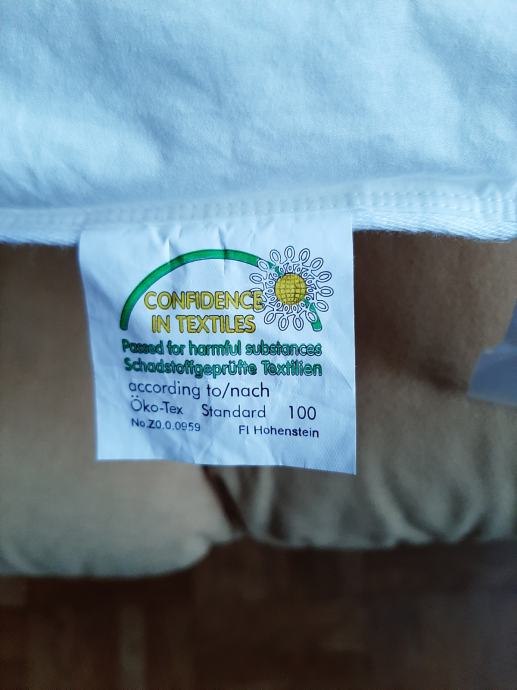 CONFIDENCE
IN TEXTILES
Passed for harmful substances
Schadstoffgeprüfte Textilien
according to/nach
Öko-Tex Standard 100
No.Z0.0.0959 FI Hohenstein